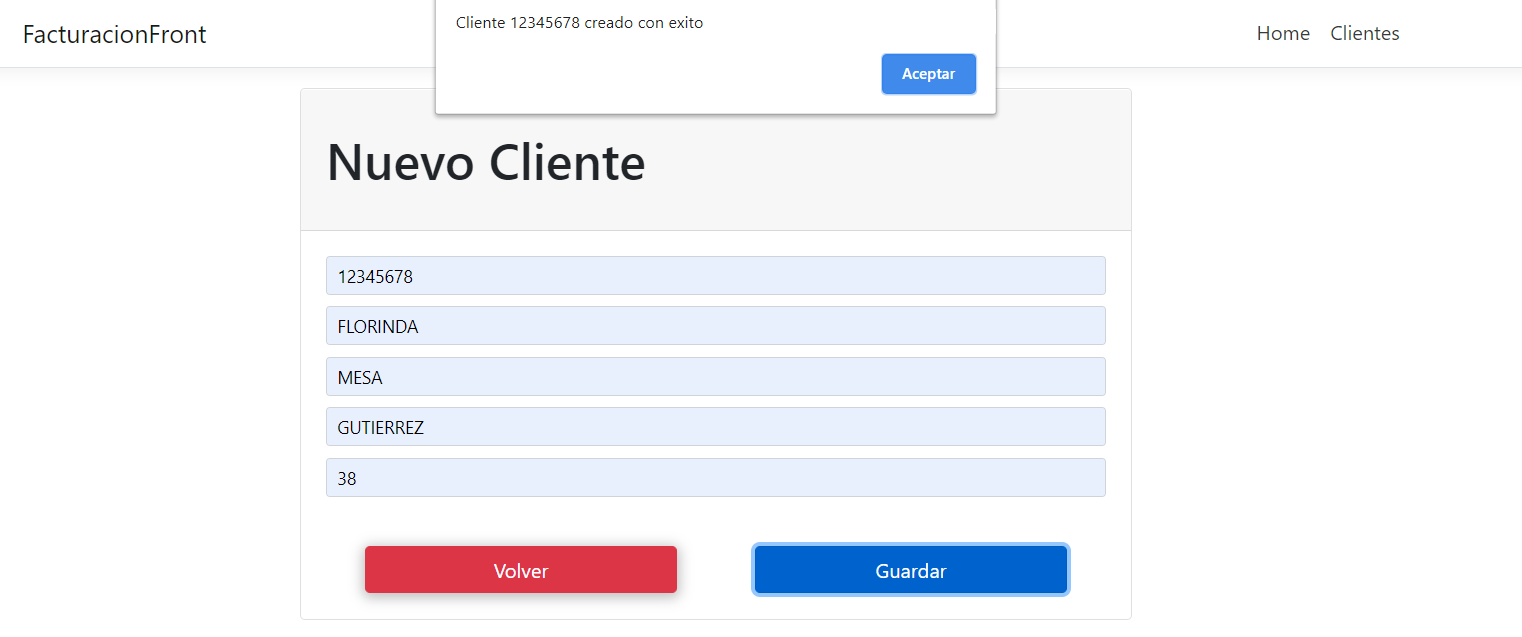 FacturacionFront
Cliente 12345678 creado con exito
Aceptar
Home Clientes
Nuevo Cliente
12345678
FLORINDA
MESA
GUTIERREZ
38
Volver Guardar